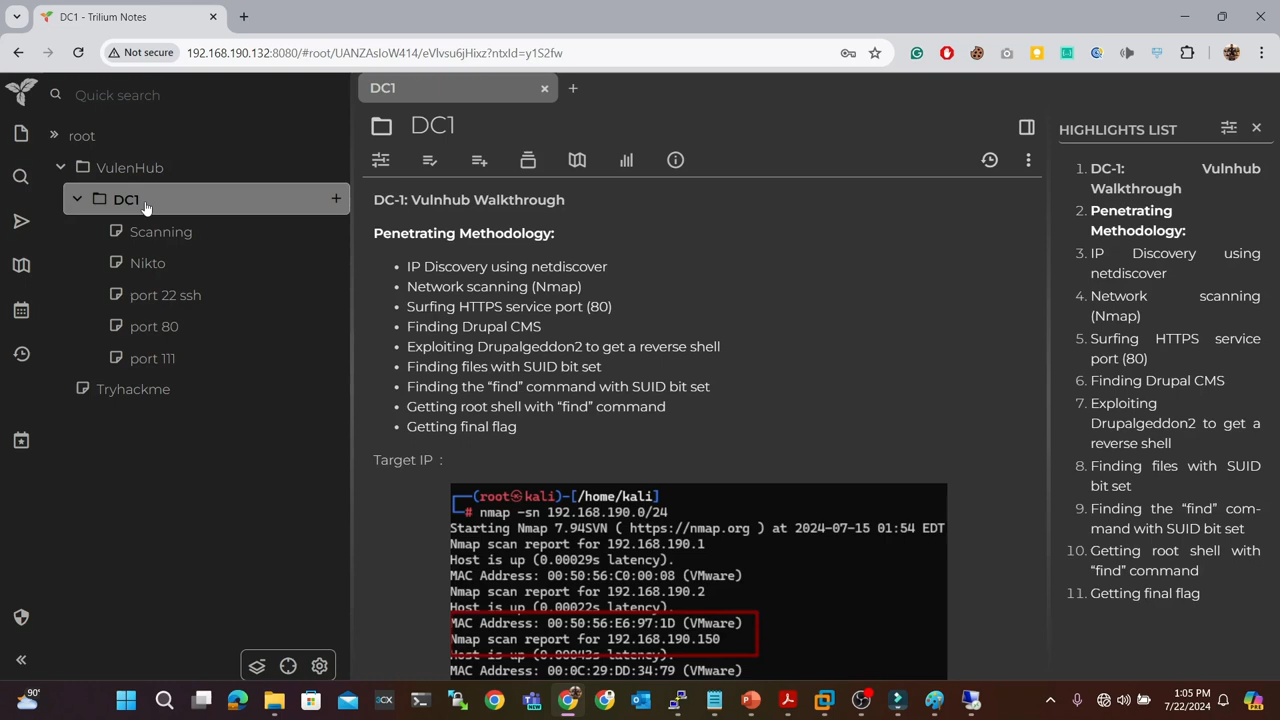 DC1 - Trilium Notes
Not secure
192.168.190.132:8080/#root/UANZAsIoW414/eVlvsu6jHixz?ntxId=y1S2fw
Quick search
root
VulenHub
DC1
Scanning
Nikto
port 22 ssh
port 80
port 111
Tryhackme
DC1
DC1
DC-1: Vulnhub Walkthrough
Penetrating Methodology:
• IP Discovery using netdiscover
• Network scanning (Nmap)
• Surfing HTTPS service port (80)
• Finding Drupal CMS
• Exploiting Drupalgeddon2 to get a reverse shell
• Finding files with SUID bit set
• Finding the “find” command with SUID bit set
• Getting root shell with “find” command
• Getting final flag
Target IP :
(root㉿kali)-[/home/kali]
# nmap -sn 192.168.190.0/24
Starting Nmap 7.94SVN ( https://nmap.org ) at 2024-07-15 01:54 EDT
Nmap scan report for 192.168.190.1
Host is up (0.00029s latency).
MAC Address: 00:50:56:C0:00:08 (VMware)
Nmap scan report for 192.168.190.2
Host is up (0.00022s latency).
MAC Address: 00:50:56:E6:97:1D (VMware)
Nmap scan report for 192.168.190.150
Host is up (0.00043s latency).
MAC Address: 00:0C:29:DD:34:79 (VMware)
HIGHLIGHTS LIST
1. DC-1: Vulnhub
Walkthrough
2. Penetrating
Methodology:
3. IP Discovery using
netdiscover
4. Network scanning
(Nmap)
5. Surfing HTTPS service
port (80)
6. Finding Drupal CMS
7. Exploiting
Drupalgeddon2 to get a
reverse shell
8. Finding files with SUID
bit set
9. Finding the “find” com-
mand with SUID bit set
10. Getting root shell with
“find” command
11. Getting final flag
90°
1:05 PM
7/22/2024